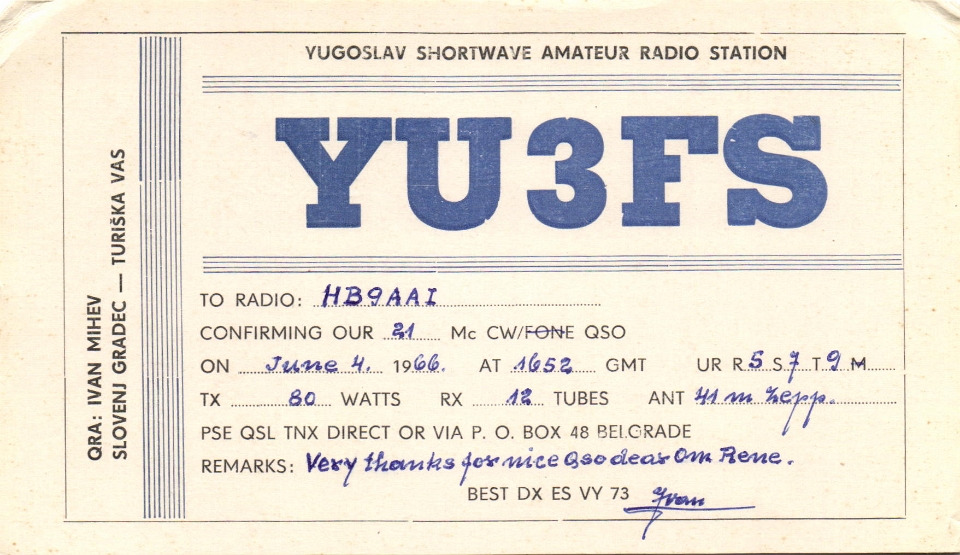 YUGOSLAV SHORTWAVE AMATEUR RADIO STATION
YU3FS
QRA: IVAN MIHEV
SLOVENJ GRADEC — TURIŠKA VAS
TO RADIO: HB9AAI
CONFIRMING OUR 21 Mc CW/FONE QSO
ON June 4. 1966. AT 1652 GMT UR R 5 S 7 T 9 M
TX 80 WATTS RX 12 TUBES ANT 41 m Zepp.
PSE QSL TNX DIRECT OR VIA P. O. BOX 48 BELGRADE
REMARKS: Very thanks for nice Qso dear Om Rene.
BEST DX ES VY 73 Ivan